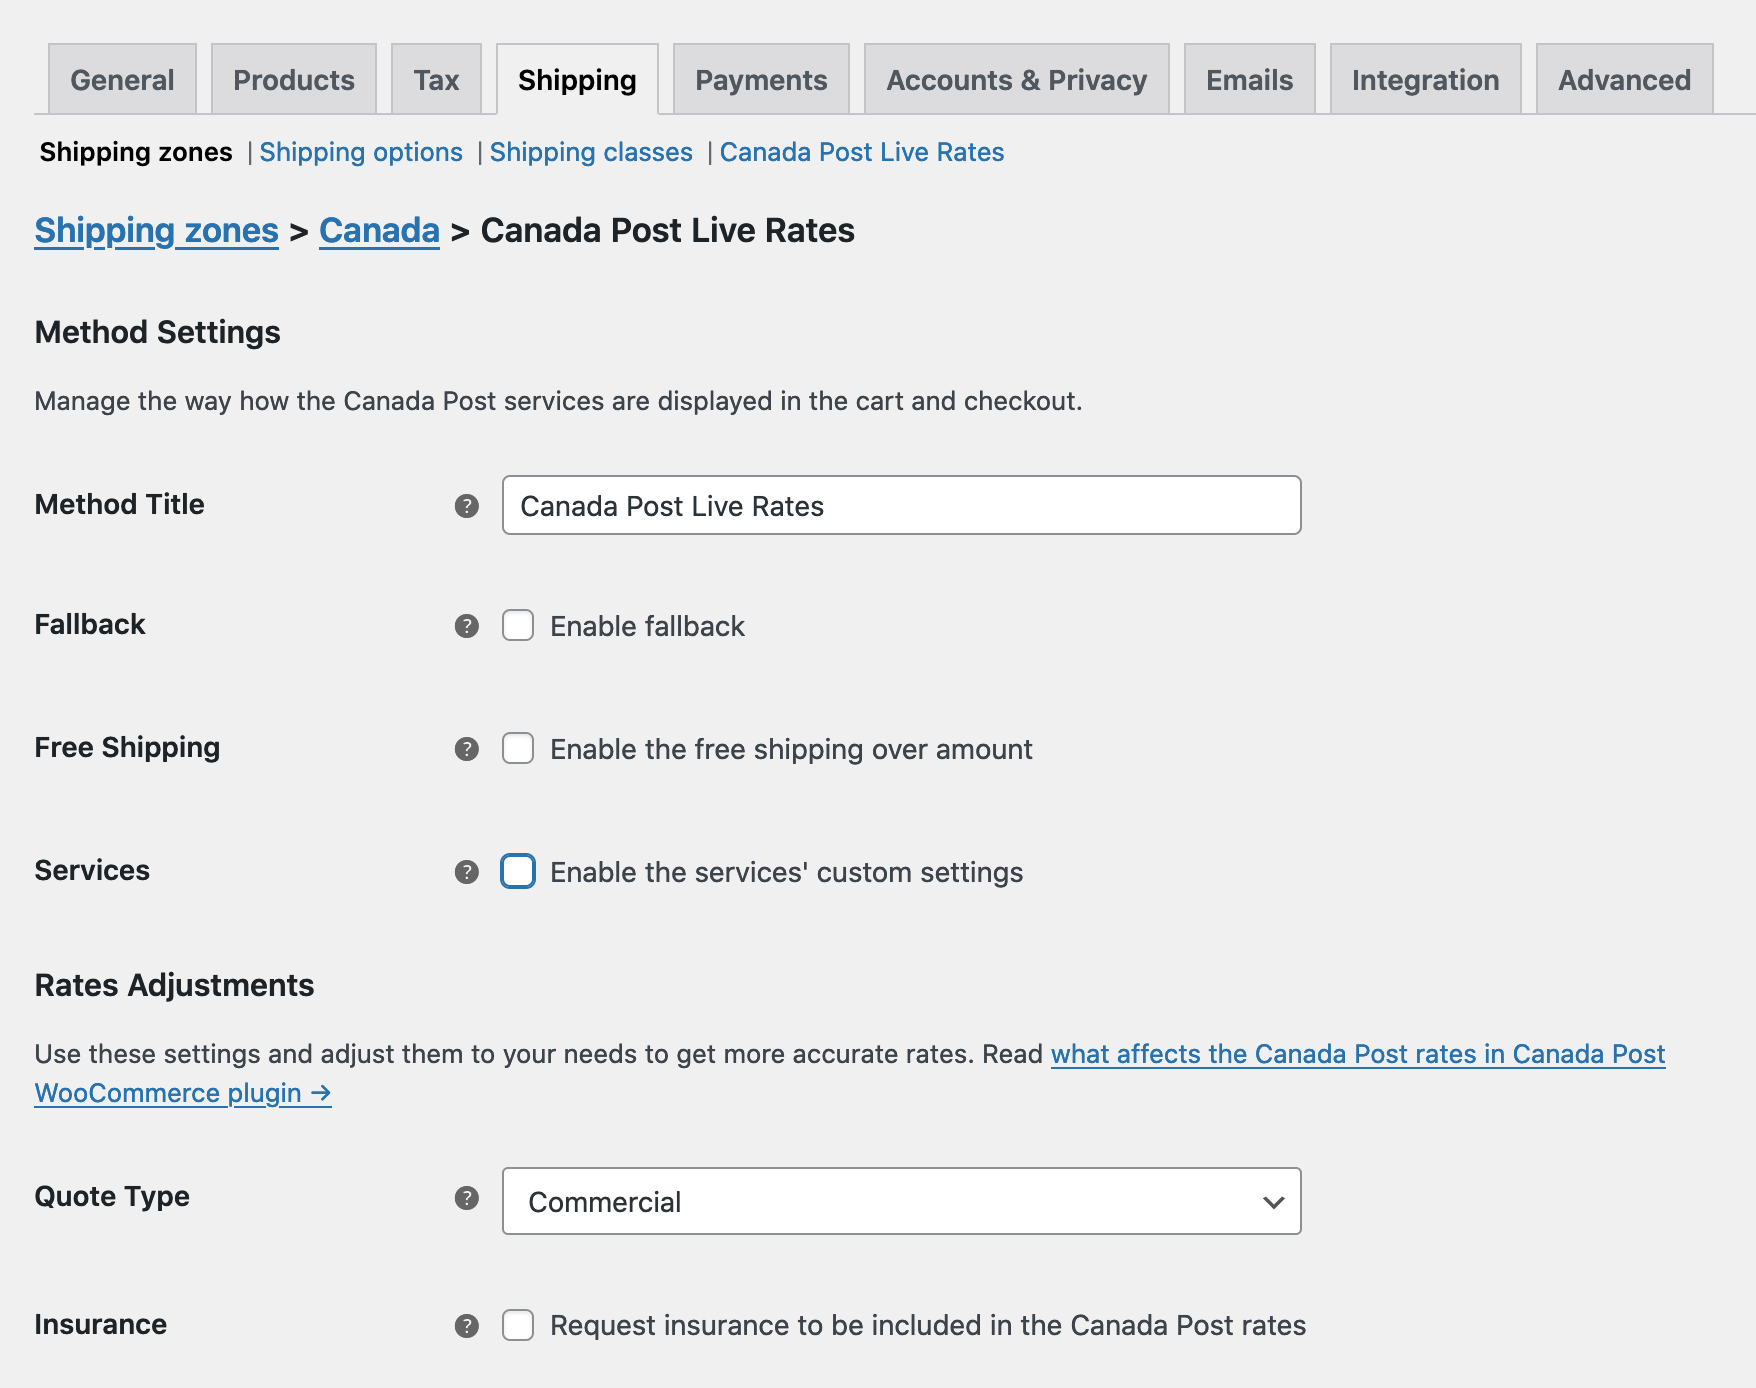 General Products Tax Shipping Payments Accounts & Privacy Emails Integration Advanced
Shipping zones | Shipping options | Shipping classes | Canada Post Live Rates
Shipping zones > Canada > Canada Post Live Rates
Method Settings
Manage the way how the Canada Post services are displayed in the cart and checkout.
Method Title ? Canada Post Live Rates
Fallback ? Enable fallback
Free Shipping ? Enable the free shipping over amount
Services ? Enable the services' custom settings
Rates Adjustments
Use these settings and adjust them to your needs to get more accurate rates. Read what affects the Canada Post rates in Canada Post
WooCommerce plugin →
Quote Type ? Commercial
Insurance ? Request insurance to be included in the Canada Post rates